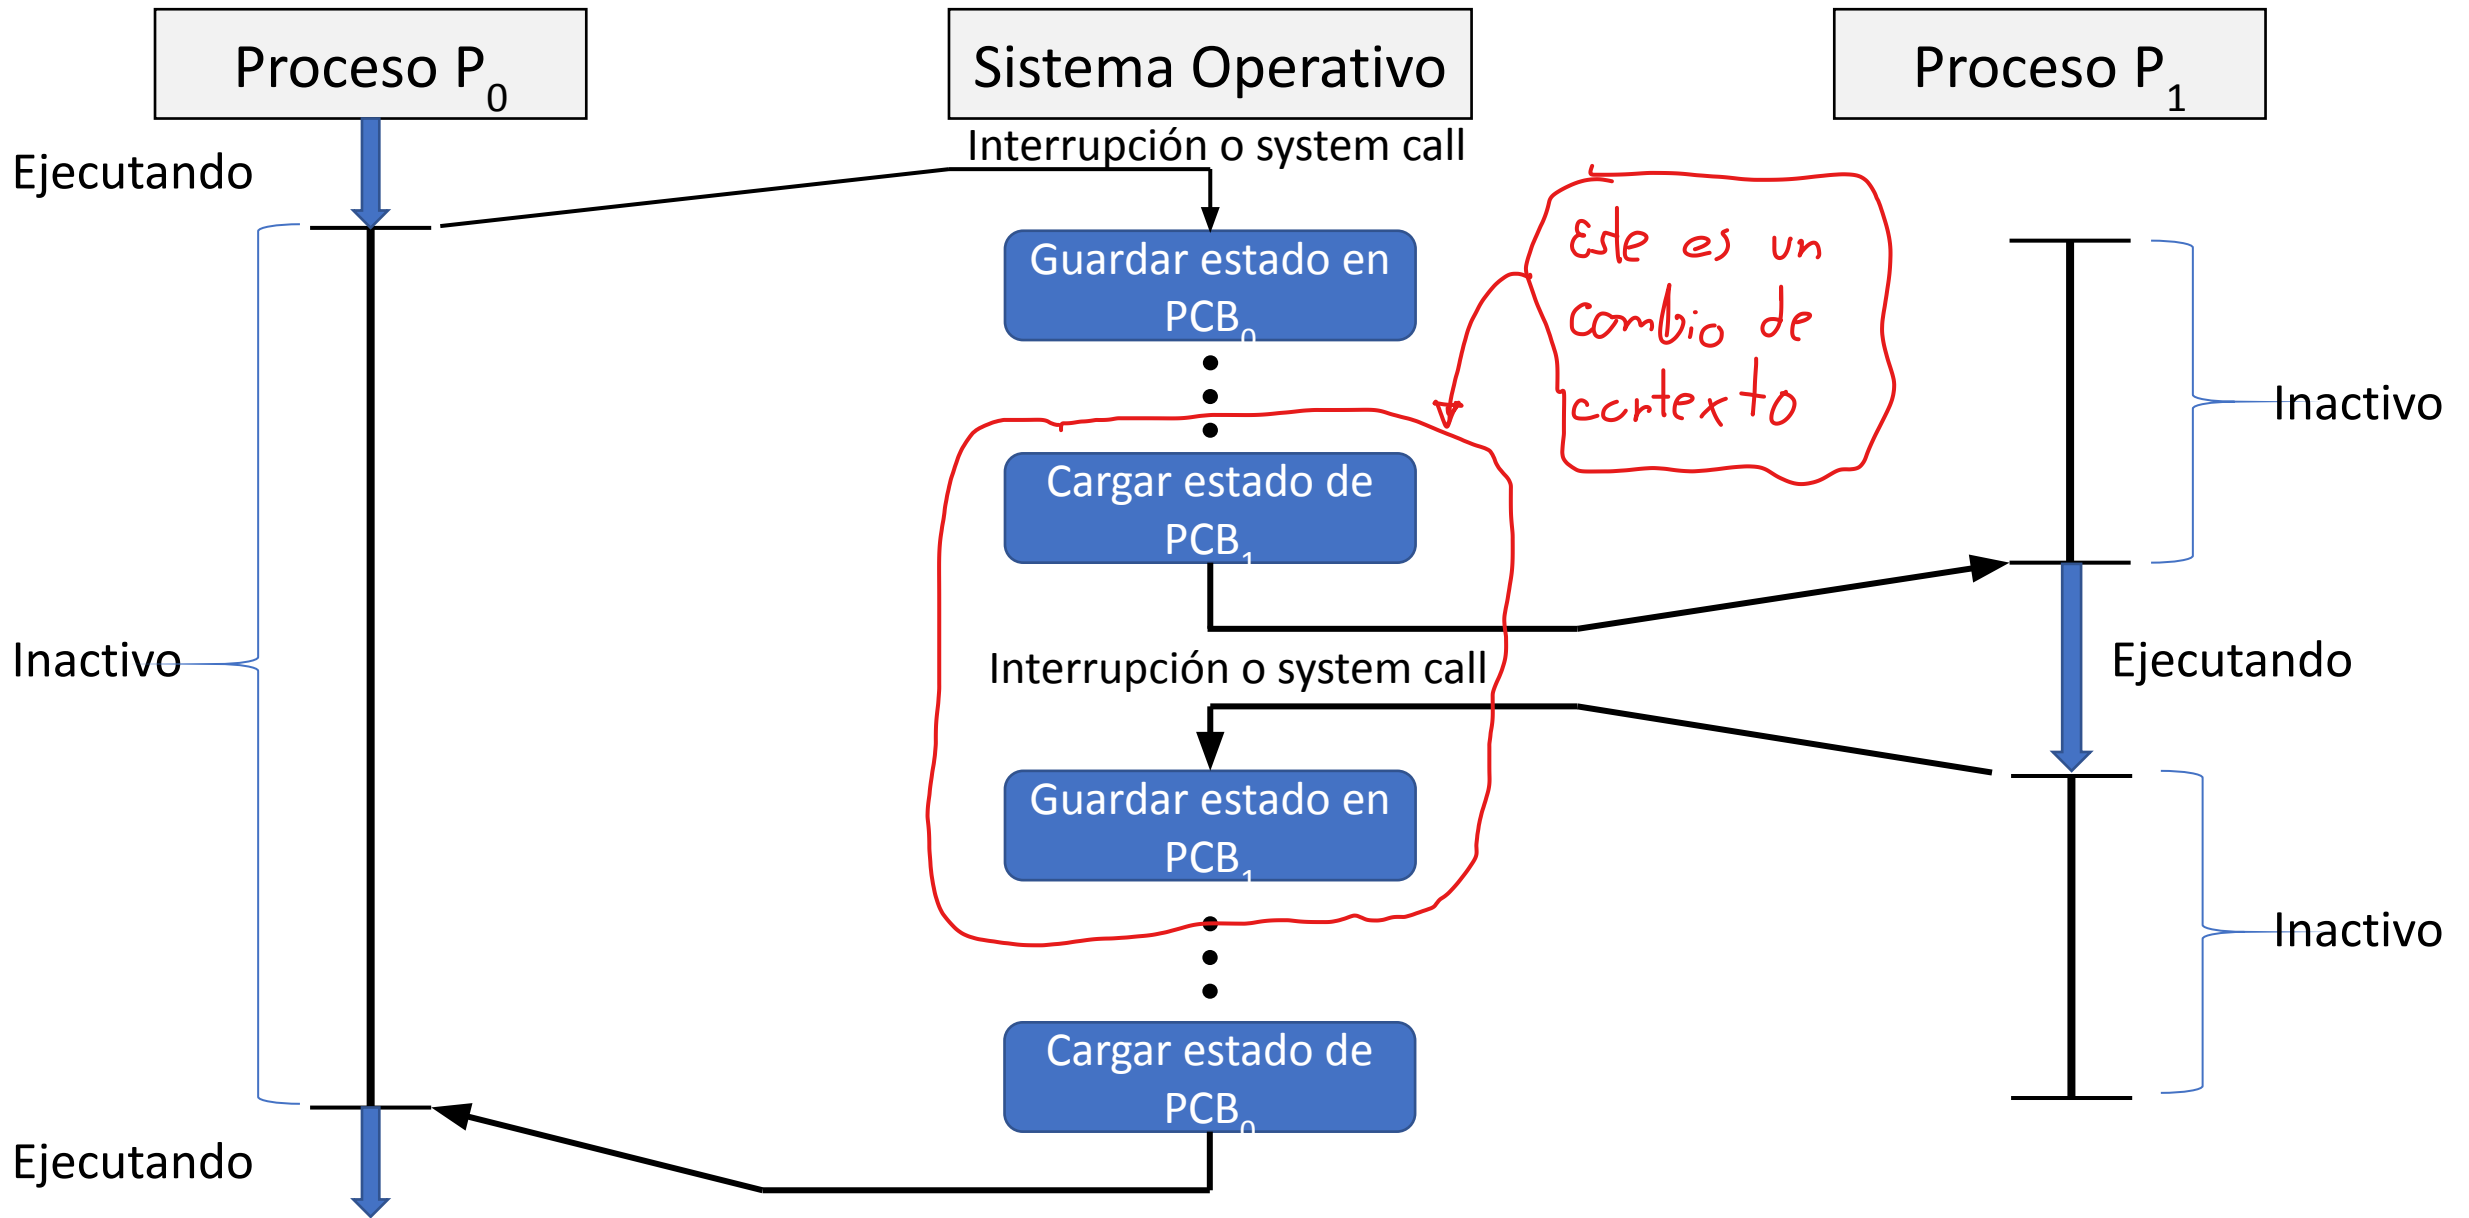 Proceso P0
Sistema Operativo
Proceso P1
Interrupción o system call
Ejecutando
Guardar estado en
PCB0
Este es un
cambio de
contexto
Inactivo
Cargar estado de
PCB1
Inactivo
Interrupción o system call
Ejecutando
Guardar estado en
PCB1
Inactivo
Cargar estado de
PCB0
Ejecutando